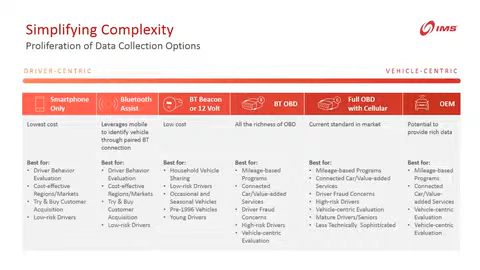 Simplifying Complexity
IMS
Proliferation of Data Collection Options
DRIVER-CENTRIC
VEHICLE-CENTRIC
Smartphone
Only
Bluetooth
Assist
BT Beacon
or 12 Volt
BT OBD
Full OBD
with Cellular
OEM
Lowest cost
Best for:
• Driver Behavior
Evaluation
• Cost-effective
Regions/Markets
• Try & Buy Customer
Acquisition
• Low-risk Drivers
Leverages mobile
to identify vehicle
through paired BT
connection
Best for:
• Driver Behavior
Evaluation
• Cost-effective
Regions/Markets
• Try & Buy
Customer
Acquisition
• Low-risk Drivers
Low cost
Best for:
• Household Vehicle
Sharing
• Low-risk Drivers
• Occasional and
Seasonal Vehicles
• Pre-1996 Vehicles
• Young Drivers
All the richness of OBD
Best for:
• Mileage-based
Programs
• Connected
Car/Value-added
Services
• Driver Fraud
Concerns
• High-risk Drivers
• Vehicle-centric
Evaluation
Current standard in market
Best for:
• Mileage-based Programs
• Connected Car/Value-added
Services
• Driver Fraud Concerns
• High-risk Drivers
• Vehicle-centric Evaluation
• Mature Drivers/Seniors
• Less Technically Sophisticated
Potential to
provide rich data
Best for:
• Mileage-based
Programs
• Connected
Car/Value-
added Services
• Vehicle-centric
Evaluation
• Vehicle-centric
Evaluation